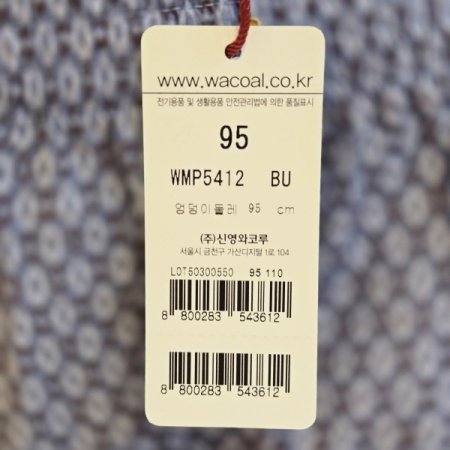 www.wacoal.co.kr
전기용품 및 생활용품 안전관리법에 의한 품질표시
95
WMP5412 BU
엉덩이둘레 95 cm
(주)신영와코루
서울시 금천구 가산디지털 1로 104
LOT50300550 95 110
8 800283 543612
8 800283 543612